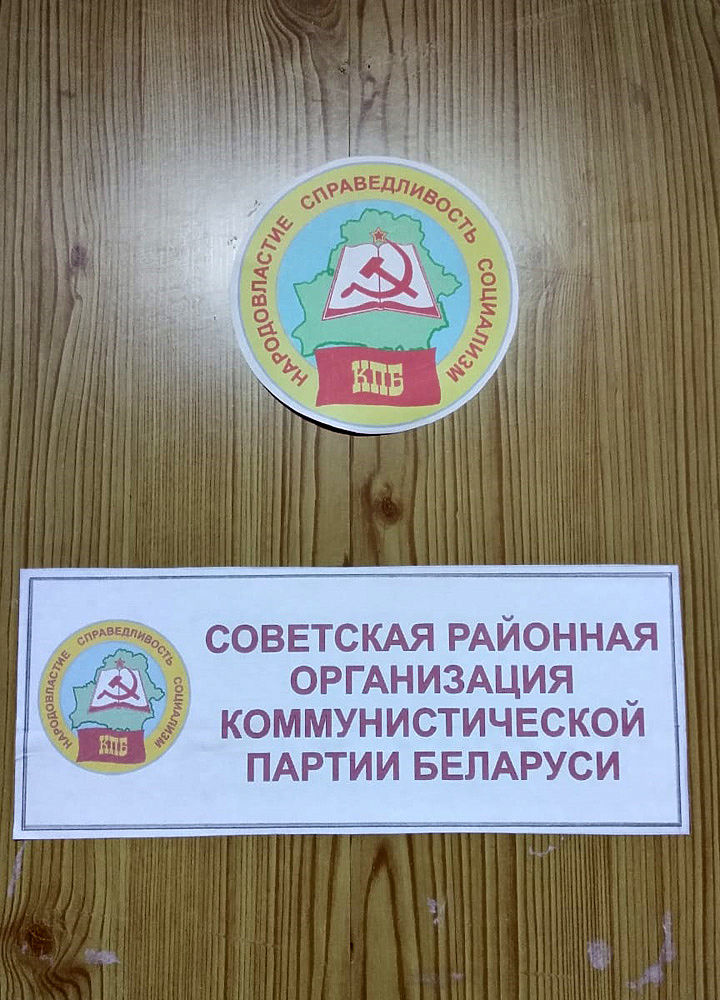 НАРОДОВЛАСТИЕ СПРАВЕДЛИВОСТЬ СОЦИАЛИЗМ
КПБ
НАРОДОВЛАСТИЕ СПРАВЕДЛИВОСТЬ СОЦИАЛИЗМ
КПБ
СОВЕТСКАЯ РАЙОННАЯ
ОРГАНИЗАЦИЯ
КОММУНИСТИЧЕСКОЙ
ПАРТИИ БЕЛАРУСИ